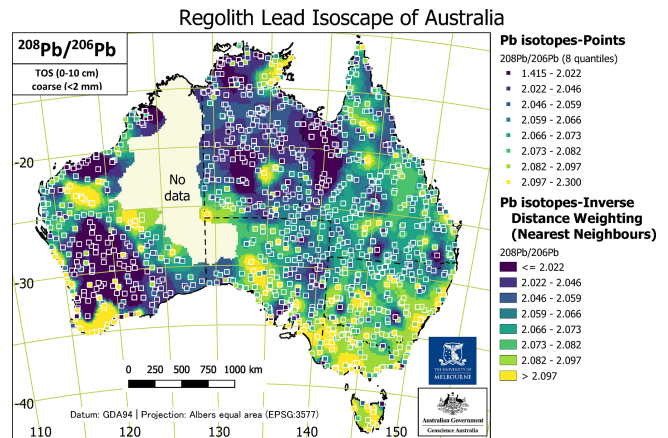 Regolith Lead Isoscape of Australia
208Pb/206Pb
TOS (0-10 cm)
coarse (<2 mm)
No
data
-20
-30
-40
110
120
130
140
150
0 250 500 750 1000 km
Datum: GDA94 | Projection: Albers equal area (EPSG:3577)
THE UNIVERSITY OF
MELBOURNE
Australian Government
Geoscience Australia
Pb isotopes-Points
208Pb/206Pb (8 quantiles)
1.415 - 2.022
2.022 - 2.046
2.046 - 2.059
2.059 - 2.066
2.066 - 2.073
2.073 - 2.082
2.082 - 2.097
2.097 - 2.300
Pb isotopes-Inverse
Distance Weighting
(Nearest Neighbours)
208Pb/206Pb
<= 2.022
2.022 - 2.046
2.046 - 2.059
2.059 - 2.066
2.066 - 2.073
2.073 - 2.082
2.082 - 2.097
> 2.097